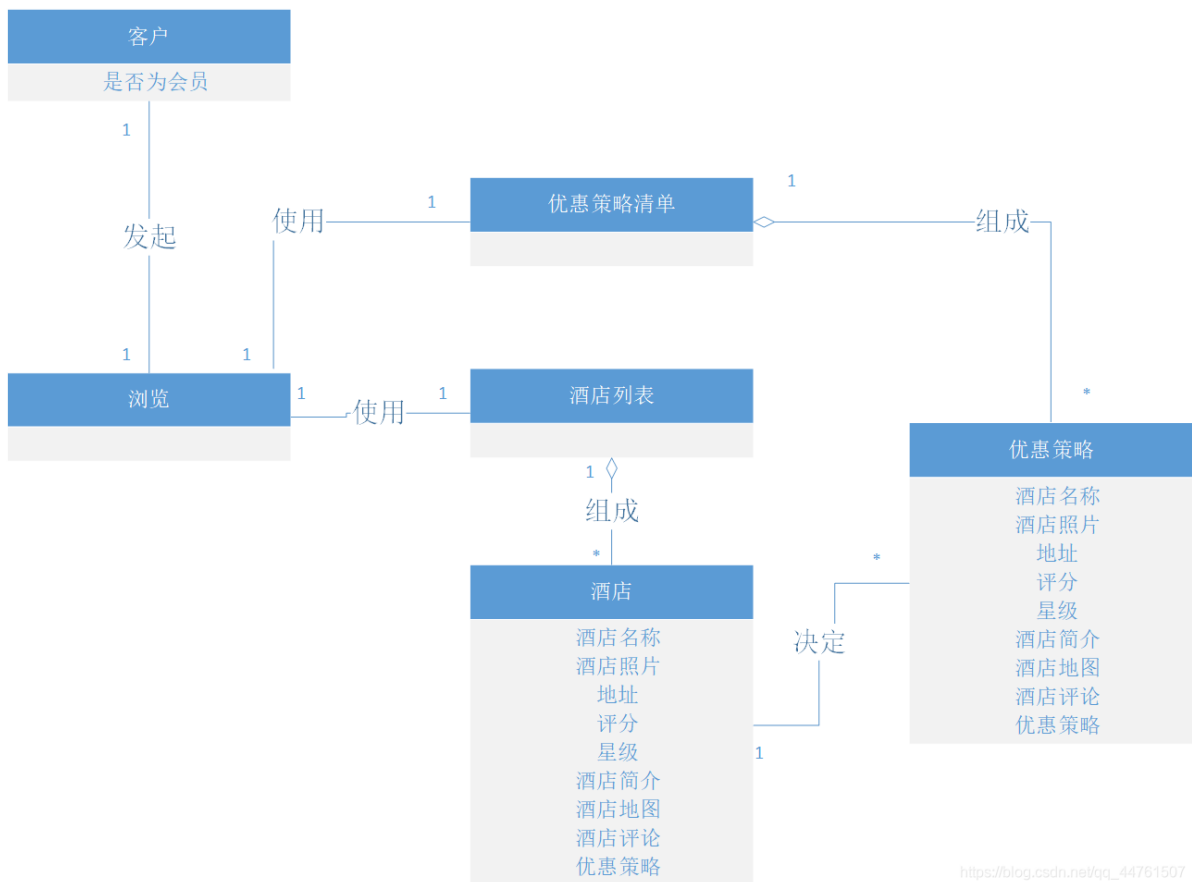 客户
是否为会员
1
发起
1
使用
1
1
优惠策略清单
1
组成
*
浏览
1
使用
1
酒店列表
1
组成
*
酒店
酒店名称
酒店照片
地址
评分
星级
酒店简介
酒店地图
酒店评论
优惠策略
1
决定
*
优惠策略
酒店名称
酒店照片
地址
评分
星级
酒店简介
酒店地图
酒店评论
优惠策略
https://blog.csdn.net/qq_44761507